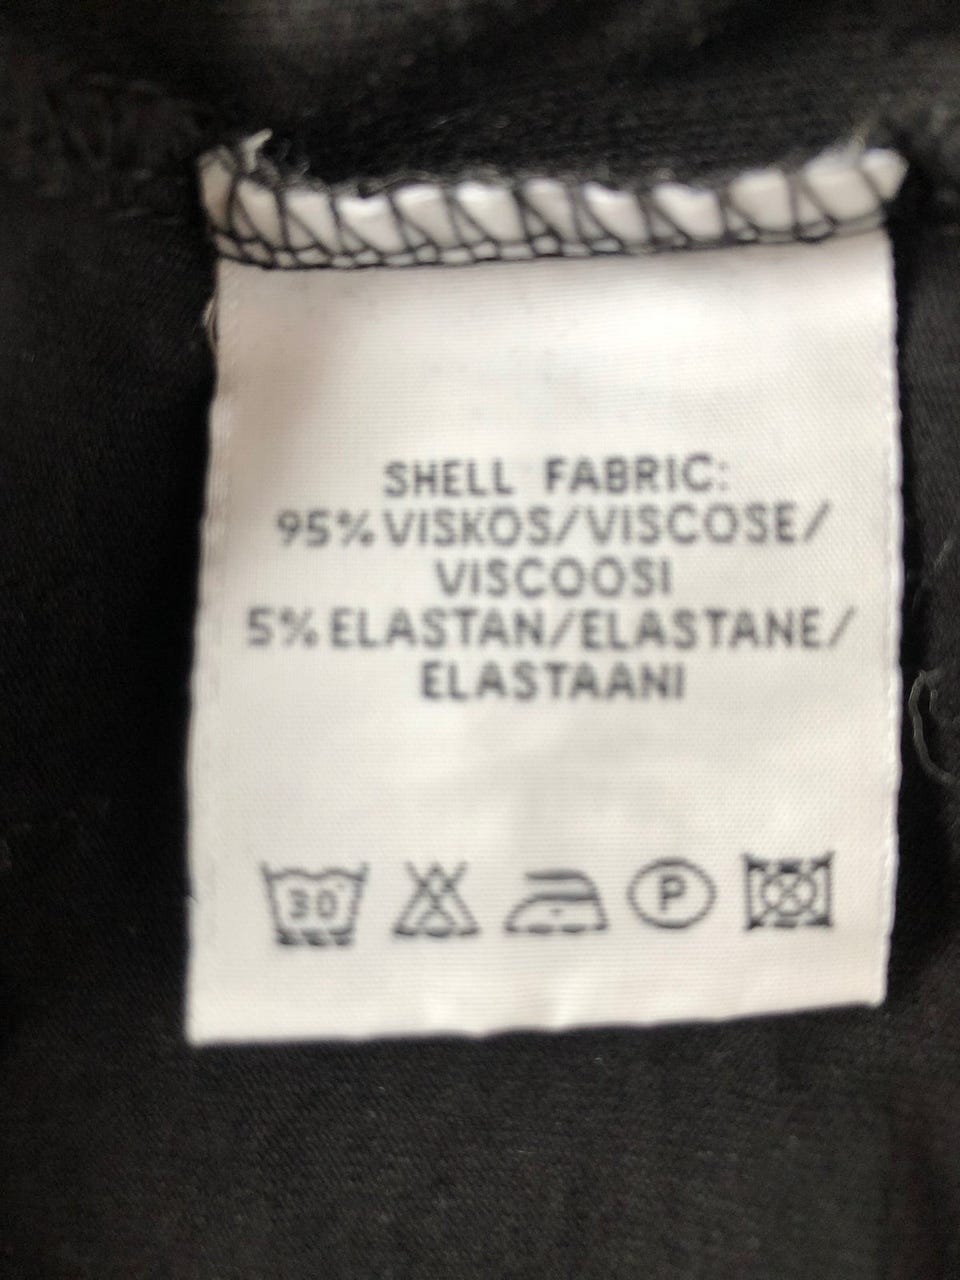 SHELL FABRIC:
95% VISKOS/VISCOSE/
VISCOOSI
5% ELASTAN/ELASTANE/
ELASTAANI
30 P